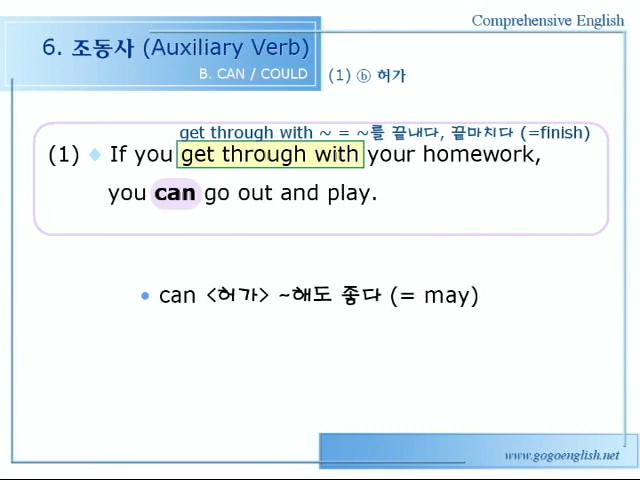 Comprehensive English
6. 조동사 (Auxiliary Verb)
B. CAN / COULD
(1) ⓑ 허가
get through with ~ = ~를 끝내다, 끝마치다 (=finish)
(1) ◆ If you get through with your homework,
you can go out and play.
• can <허가> ~해도 좋다 (= may)
www.gogoenglish.net